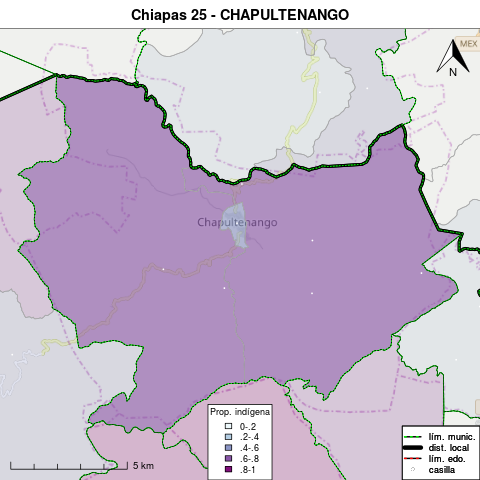 Chiapas 25 - CHAPULTENANGO
MEX
N
Chapultenango
Prop. indígena
0-.2
.2-.4
.4-.6
.6-.8
.8-1
5 km
lím. munic.
dist. local
lím. edo.
casilla